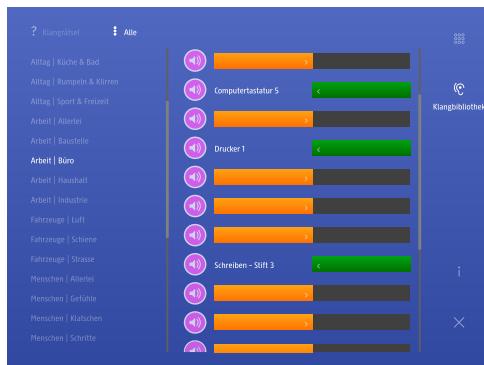 ? Klangrätsel
Alle
Alltag | Küche & Bad
Alltag | Rumpeln & Klirren
Alltag | Sport & Freizeit
Arbeit | Allerlei
Arbeit | Baustelle
Arbeit | Büro
Arbeit | Haushalt
Arbeit | Industrie
Fahrzeuge | Luft
Fahrzeuge | Schiene
Fahrzeuge | Strasse
Menschen | Allerlei
Menschen | Gefühle
Menschen | Klatschen
Menschen | Schritte
Computertastatur 5
Drucker 1
Schreiben - Stift 3
Klangbibliothek
i